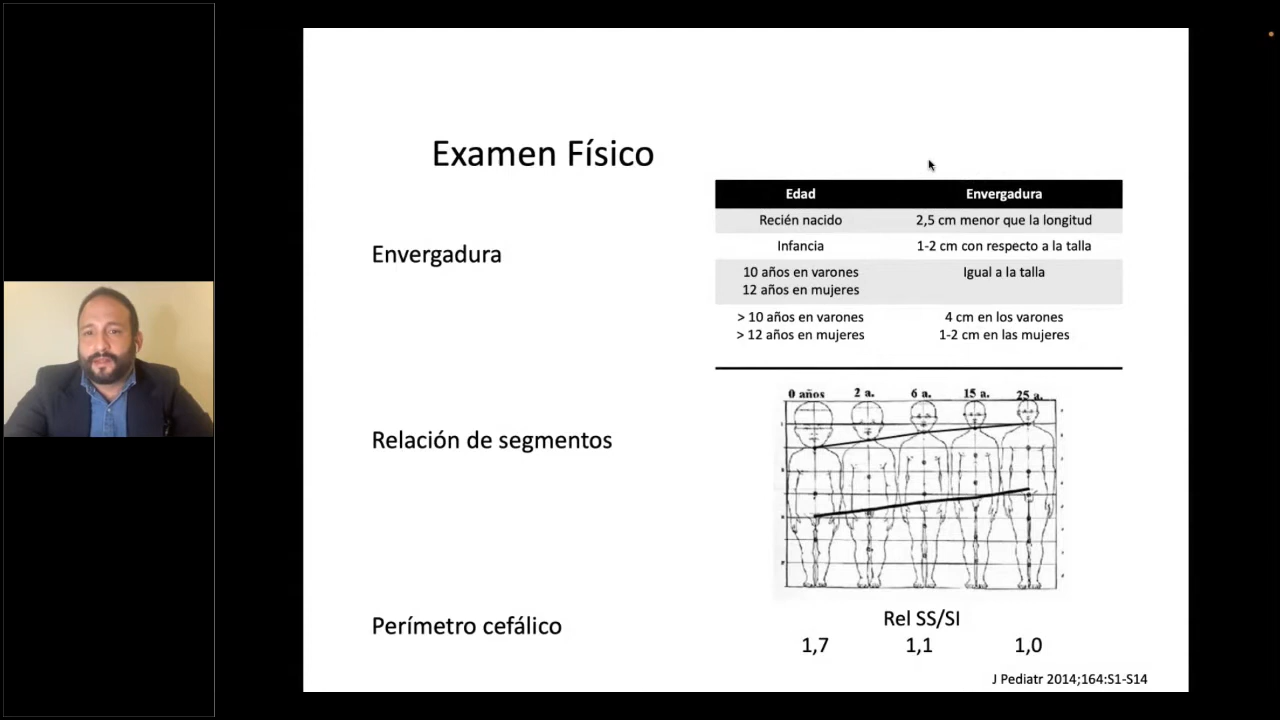 Examen Físico
Envergadura
Edad Envergadura
Recién nacido 2,5 cm menor que la longitud
Infancia 1-2 cm con respecto a la talla
10 años en varones Igual a la talla
12 años en mujeres
> 10 años en varones 4 cm en los varones
> 12 años en mujeres 1-2 cm en las mujeres
Relación de segmentos
0 años 2 a. 6 a. 15 a. 25 a.
Perímetro cefálico
Rel SS/SI
1,7 1,1 1,0
J Pediatr 2014;164:S1-S14